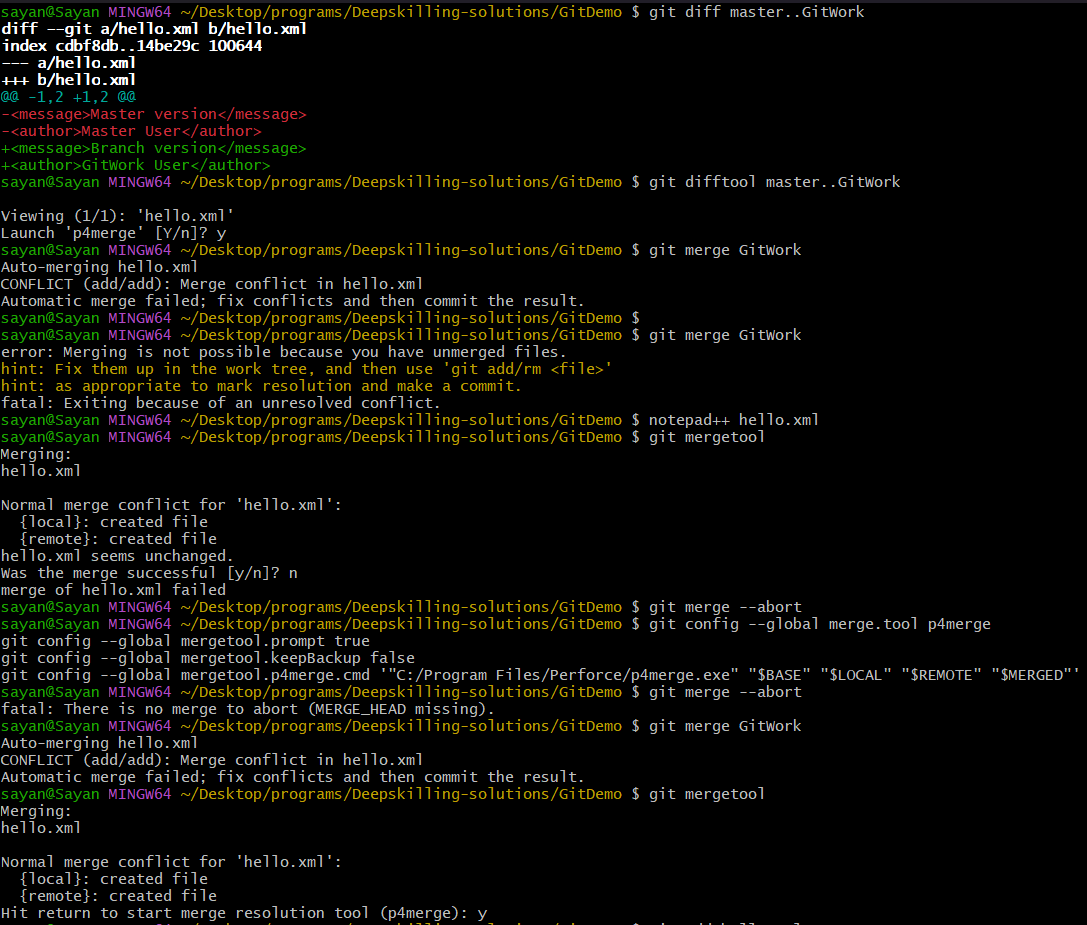 sayan@Sayan MINGW64 ~/Desktop/programs/Deepskilling-solutions/GitDemo $ git diff master..GitWork
diff --git a/hello.xml b/hello.xml
index cdbf8db..14be29c 100644
--- a/hello.xml
+++ b/hello.xml
@@ -1,2 +1,2 @@
-<message>Master version</message>
-<author>Master User</author>
+<message>Branch version</message>
+<author>GitWork User</author>
sayan@Sayan MINGW64 ~/Desktop/programs/Deepskilling-solutions/GitDemo $ git difftool master..GitWork

Viewing (1/1): 'hello.xml'
Launch 'p4merge' [Y/n]? y
sayan@Sayan MINGW64 ~/Desktop/programs/Deepskilling-solutions/GitDemo $ git merge GitWork
Auto-merging hello.xml
CONFLICT (add/add): Merge conflict in hello.xml
Automatic merge failed; fix conflicts and then commit the result.
sayan@Sayan MINGW64 ~/Desktop/programs/Deepskilling-solutions/GitDemo $
sayan@Sayan MINGW64 ~/Desktop/programs/Deepskilling-solutions/GitDemo $ git merge GitWork
error: Merging is not possible because you have unmerged files.
hint: Fix them up in the work tree, and then use 'git add/rm <file>'
hint: as appropriate to mark resolution and make a commit.
fatal: Exiting because of an unresolved conflict.
sayan@Sayan MINGW64 ~/Desktop/programs/Deepskilling-solutions/GitDemo $ notepad++ hello.xml
sayan@Sayan MINGW64 ~/Desktop/programs/Deepskilling-solutions/GitDemo $ git mergetool
Merging:
hello.xml

Normal merge conflict for 'hello.xml':
  {local}: created file
  {remote}: created file
hello.xml seems unchanged.
Was the merge successful [y/n]? n
merge of hello.xml failed
sayan@Sayan MINGW64 ~/Desktop/programs/Deepskilling-solutions/GitDemo $ git merge --abort
sayan@Sayan MINGW64 ~/Desktop/programs/Deepskilling-solutions/GitDemo $ git config --global merge.tool p4merge
git config --global mergetool.prompt true
git config --global mergetool.keepBackup false
git config --global mergetool.p4merge.cmd '"C:/Program Files/Perforce/p4merge.exe" "$BASE" "$LOCAL" "$REMOTE" "$MERGED"'
sayan@Sayan MINGW64 ~/Desktop/programs/Deepskilling-solutions/GitDemo $ git merge --abort
fatal: There is no merge to abort (MERGE_HEAD missing).
sayan@Sayan MINGW64 ~/Desktop/programs/Deepskilling-solutions/GitDemo $ git merge GitWork
Auto-merging hello.xml
CONFLICT (add/add): Merge conflict in hello.xml
Automatic merge failed; fix conflicts and then commit the result.
sayan@Sayan MINGW64 ~/Desktop/programs/Deepskilling-solutions/GitDemo $ git mergetool
Merging:
hello.xml

Normal merge conflict for 'hello.xml':
  {local}: created file
  {remote}: created file
Hit return to start merge resolution tool (p4merge): y